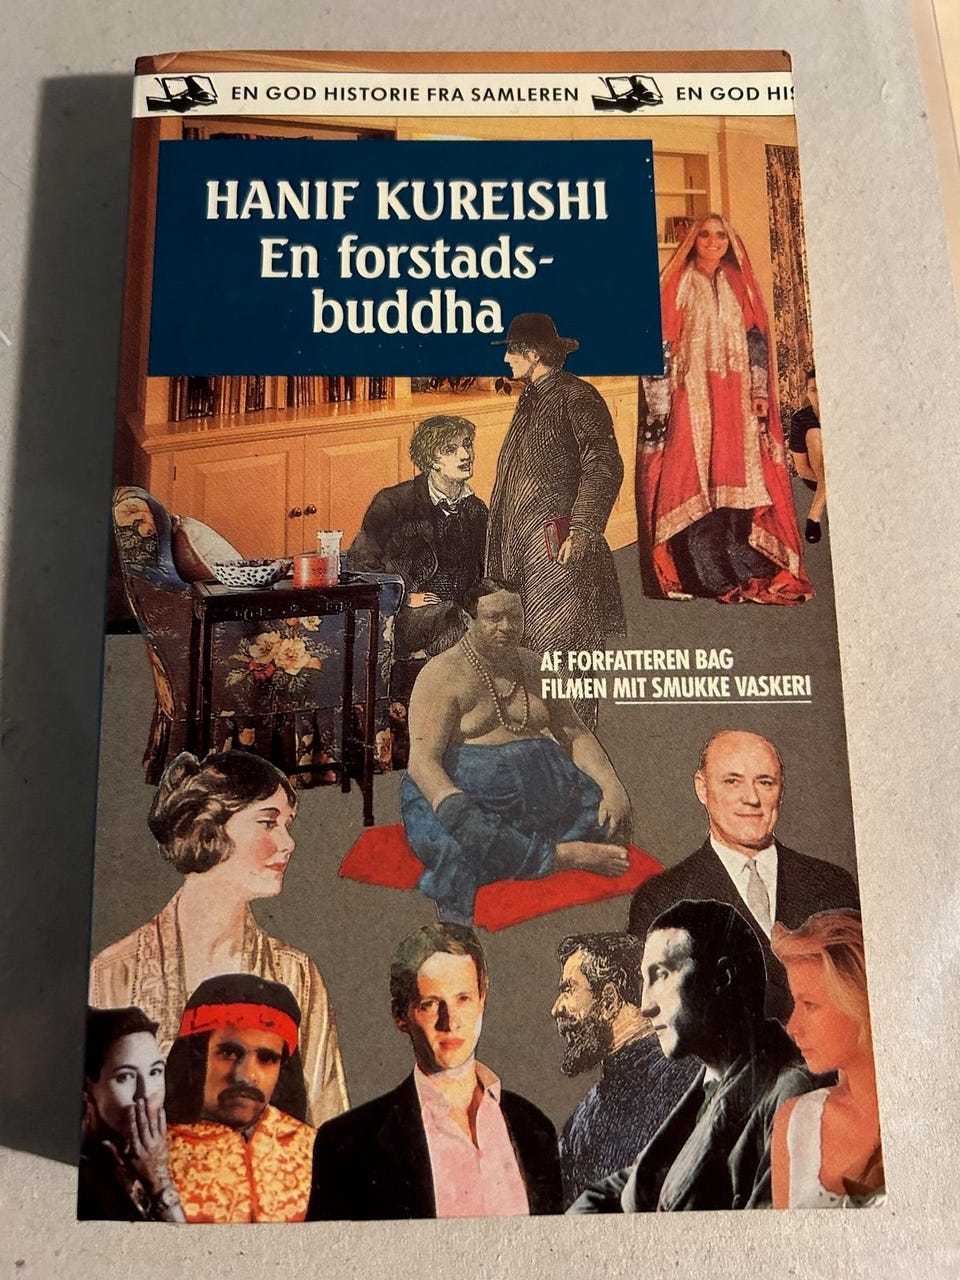 EN GOD HISTORIE FRA SAMLEREN EN GOD HIS
HANIF KUREISHI
En forstads-
buddha
AF FORFATTEREN BAG
FILMEN MIT SMUKKE VASKERI